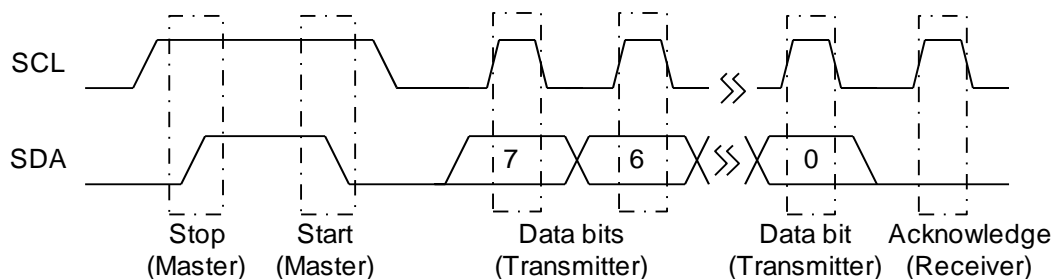 SCL
SDA
7 6 0
Stop Start Data bits Data bit Acknowledge
(Master) (Master) (Transmitter) (Transmitter) (Receiver)